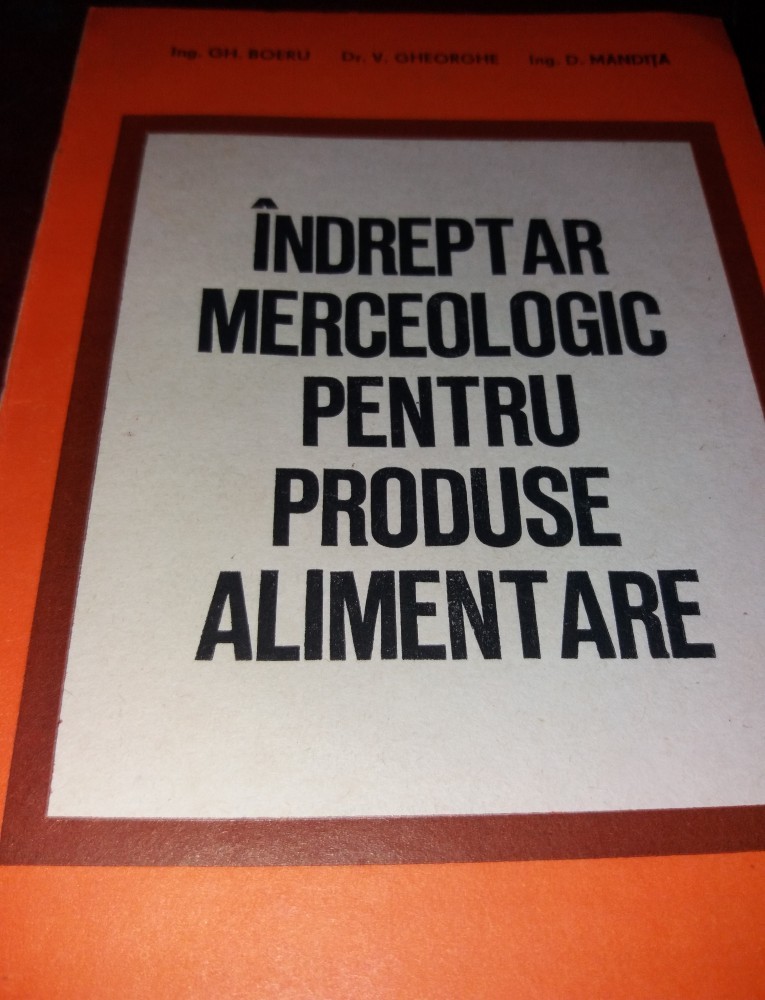 Ing. GH. BOERU Dr. V. GHEORGHE Ing. D. MANDIȚA
ÎNDREPTAR
MERCEOLOGIC
PENTRU
PRODUSE
ALIMENTARE